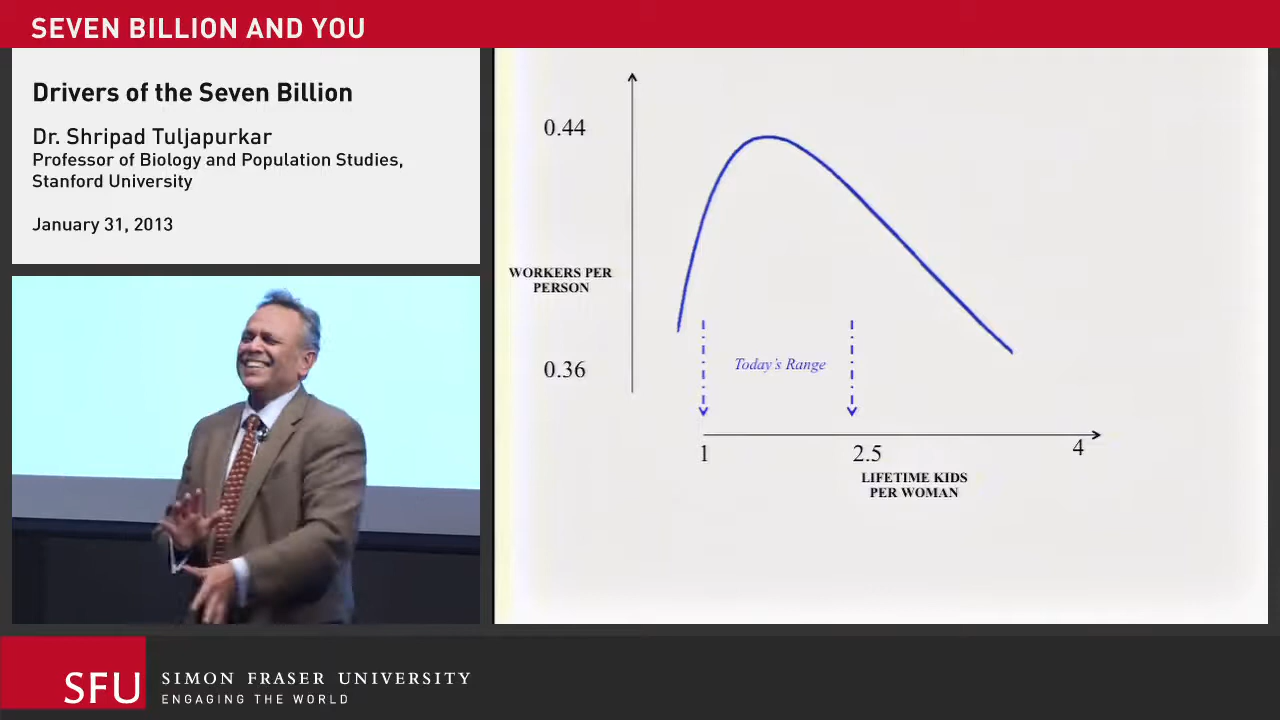 SEVEN BILLION AND YOU
Drivers of the Seven Billion
Dr. Shripad Tuljapurkar
Professor of Biology and Population Studies,
Stanford University
January 31, 2013
0.44
WORKERS PER
PERSON
0.36
Today's Range
1
2.5
4
LIFETIME KIDS
PER WOMAN
SFU
SIMON FRASER UNIVERSITY
ENGAGING THE WORLD